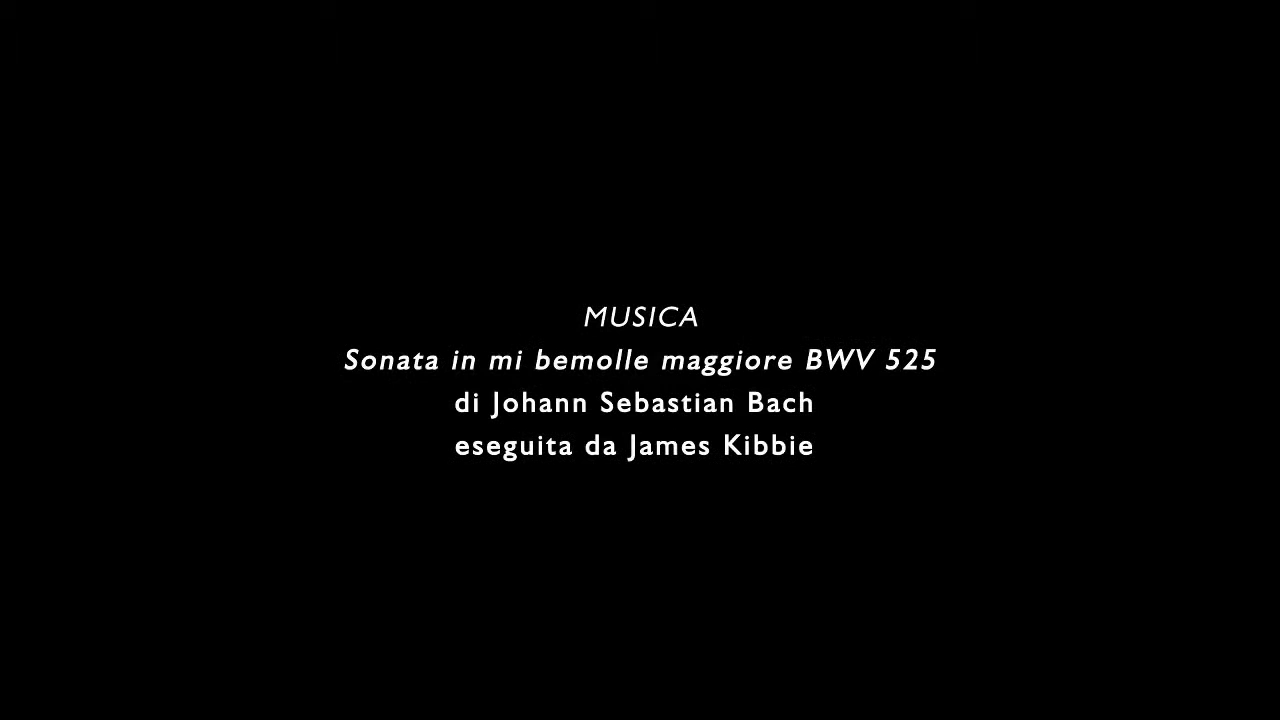 MUSICA
Sonata in mi bemolle maggiore BWV 525
di Johann Sebastian Bach
eseguita da James Kibbie